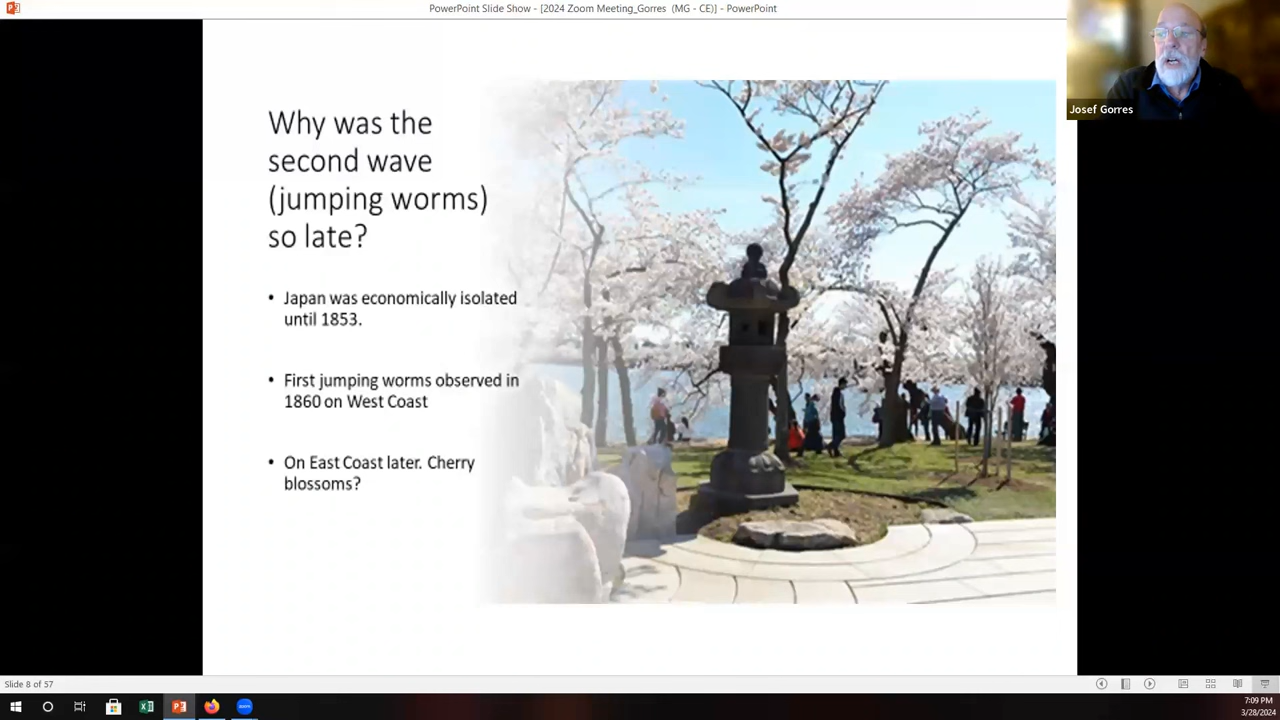 PowerPoint Slide Show - [2024 Zoom Meeting_Gorres (MG - CE)] - PowerPoint
Josef Gorres
Why was the
second wave
(jumping worms)
so late?
• Japan was economically isolated
until 1853.
• First jumping worms observed in
1860 on West Coast
• On East Coast later. Cherry
blossoms?
Slide 8 of 57
zoom
7:09 PM
3/28/2024